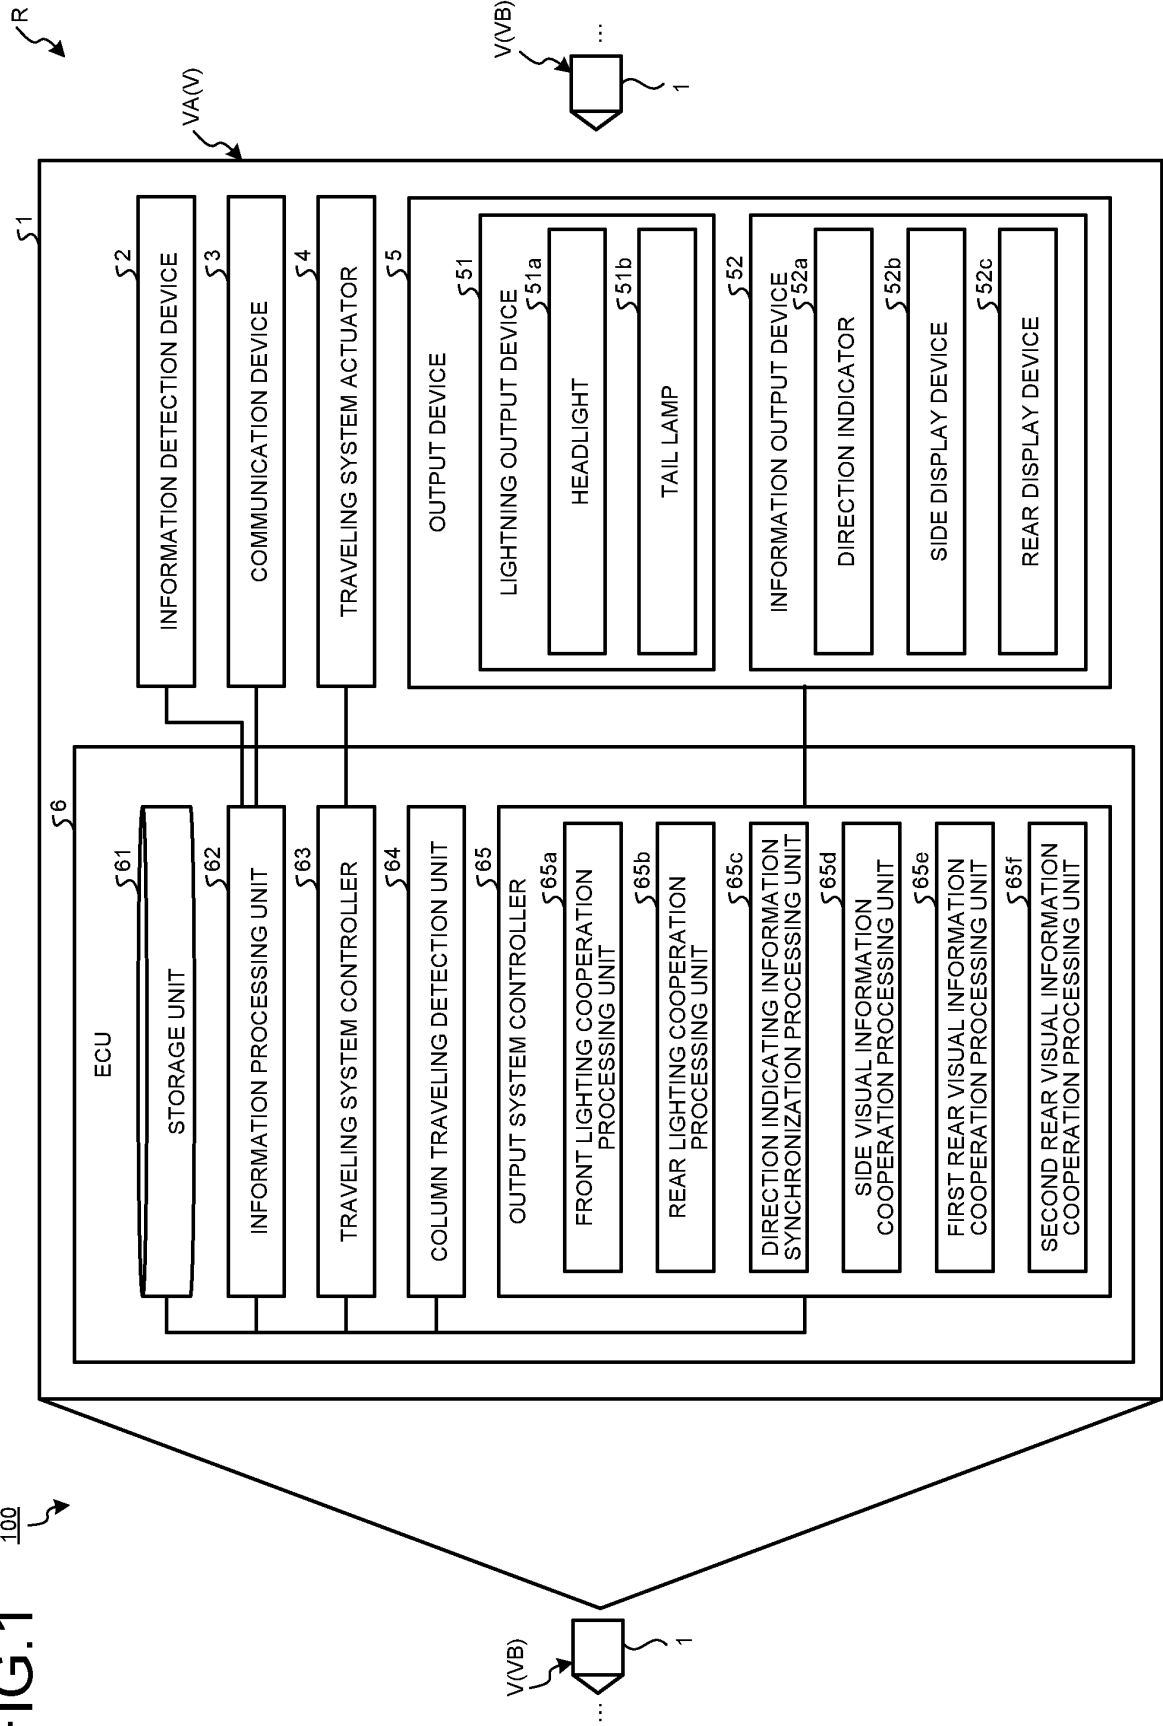 FIG.1
100
R
VA(V)
V(VB)
...
1
V(VB)
...
1
1
6
ECU
61
STORAGE UNIT
62
INFORMATION PROCESSING UNIT
63
TRAVELING SYSTEM CONTROLLER
64
COLUMN TRAVELING DETECTION UNIT
65
OUTPUT SYSTEM CONTROLLER
65a
FRONT LIGHTING COOPERATION
PROCESSING UNIT
65b
REAR LIGHTING COOPERATION
PROCESSING UNIT
65c
DIRECTION INDICATING INFORMATION
SYNCHRONIZATION PROCESSING UNIT
65d
SIDE VISUAL INFORMATION
COOPERATION PROCESSING UNIT
65e
FIRST REAR VISUAL INFORMATION
COOPERATION PROCESSING UNIT
65f
SECOND REAR VISUAL INFORMATION
COOPERATION PROCESSING UNIT
2
INFORMATION DETECTION DEVICE
3
COMMUNICATION DEVICE
4
TRAVELING SYSTEM ACTUATOR
5
OUTPUT DEVICE
51
LIGHTNING OUTPUT DEVICE
51a
HEADLIGHT
51b
TAIL LAMP
52
INFORMATION OUTPUT DEVICE
52a
DIRECTION INDICATOR
52b
SIDE DISPLAY DEVICE
52c
REAR DISPLAY DEVICE